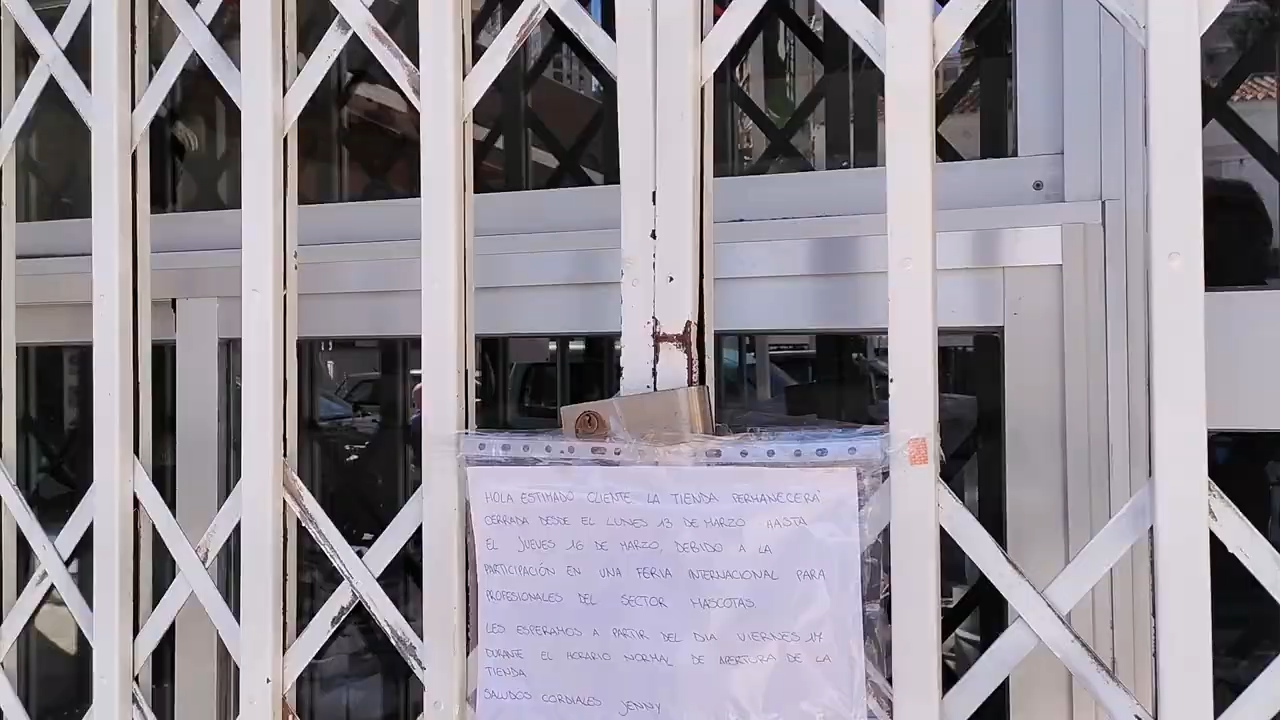 HOLA ESTIMADO CLIENTE LA TIENDA PERMANECERÁ
CERRADA DESDE EL LUNES 13 DE MARZO HASTA
EL JUEVES 16 DE MARZO, DEBIDO A LA
PARTICIPACIÓN EN UNA FERIA INTERNACIONAL PARA
PROFESIONALES DEL SECTOR MASCOTAS.
LES ESPERAMOS A PARTIR DEL DIA VIERNES 17
DURANTE EL HORARIO NORMAL DE APERTURA DE LA
TIENDA
SALUDOS CORDIALES JENNY